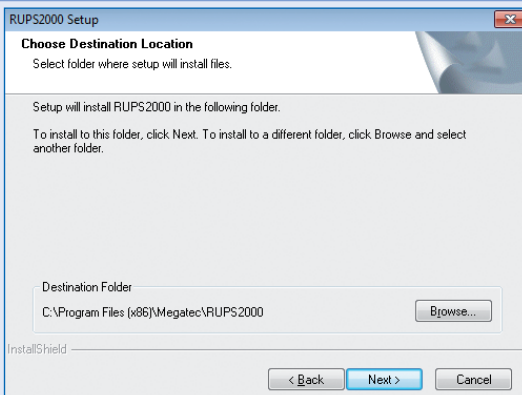 RUPS2000 Setup
Choose Destination Location
Select folder where setup will install files.
Setup will install RUPS2000 in the following folder.
To install to this folder, click Next. To install to a different folder, click Browse and select
another folder.
Destination Folder
C:\Program Files (x86)\Megatec\RUPS2000
Browse...
InstallShield
< Back
Next >
Cancel